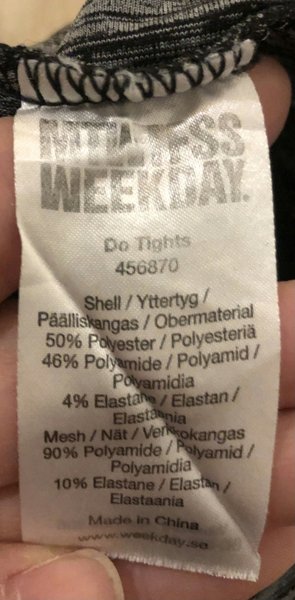 MTWTFSS
WEEKDAY.
Do Tights
456870
Shell / Yttertyg /
Päälliskangas / Obermaterial
50% Polyester / Polyesteriä
46% Polyamide / Polyamid /
Polyamidia
4% Elastane / Elastan /
Elastaania
Mesh / Nät / Verkkokangas
90% Polyamide / Polyamid /
Polyamidia
10% Elastane / Elastan /
Elastaania
Made in China
www.weekday.se